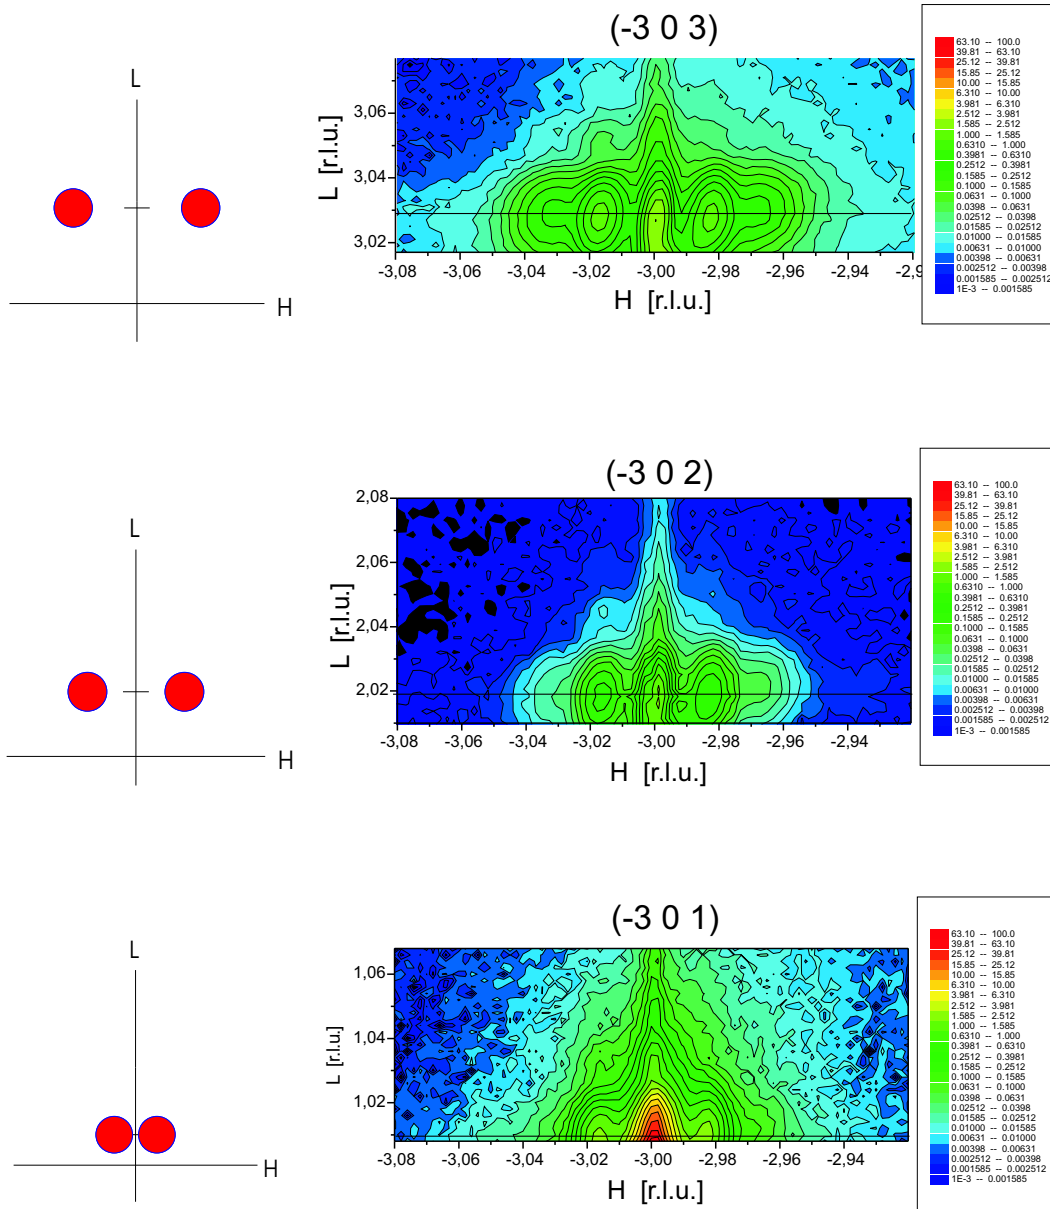 (-3 0 3)
L
H
L [r.l.u.]
3,06
3,04
3,02
-3,08 -3,06 -3,04 -3,02 -3,00 -2,98 -2,96 -2,94 -2,9
H [r.l.u.]
63.10 -- 100.0
39.81 -- 63.10
25.12 -- 39.81
15.85 -- 25.12
10.00 -- 15.85
6.310 -- 10.00
3.981 -- 6.310
2.512 -- 3.981
1.585 -- 2.512
1.000 -- 1.585
0.6310 -- 1.000
0.3981 -- 0.6310
0.2512 -- 0.3981
0.1585 -- 0.2512
0.1000 -- 0.1585
0.0631 -- 0.1000
0.0398 -- 0.0631
0.02512 -- 0.0398
0.01585 -- 0.02512
0.01000 -- 0.01585
0.00631 -- 0.01000
0.00398 -- 0.00631
0.002512 -- 0.00398
0.001585 -- 0.002512
1E-3 -- 0.001585
(-3 0 2)
L
H
L [r.l.u.]
2,08
2,06
2,04
2,02
-3,08 -3,06 -3,04 -3,02 -3,00 -2,98 -2,96 -2,94
H [r.l.u.]
63.10 -- 100.0
39.81 -- 63.10
25.12 -- 39.81
15.85 -- 25.12
10.00 -- 15.85
6.310 -- 10.00
3.981 -- 6.310
2.512 -- 3.981
1.585 -- 2.512
1.000 -- 1.585
0.6310 -- 1.000
0.3981 -- 0.6310
0.2512 -- 0.3981
0.1585 -- 0.2512
0.1000 -- 0.1585
0.0631 -- 0.1000
0.0398 -- 0.0631
0.02512 -- 0.0398
0.01585 -- 0.02512
0.01000 -- 0.01585
0.00631 -- 0.01000
0.00398 -- 0.00631
0.002512 -- 0.00398
0.001585 -- 0.002512
1E-3 -- 0.001585
(-3 0 1)
L
H
L [r.l.u.]
1,06
1,04
1,02
-3,08 -3,06 -3,04 -3,02 -3,00 -2,98 -2,96 -2,94
H [r.l.u.]
63.10 -- 100.0
39.81 -- 63.10
25.12 -- 39.81
15.85 -- 25.12
10.00 -- 15.85
6.310 -- 10.00
3.981 -- 6.310
2.512 -- 3.981
1.585 -- 2.512
1.000 -- 1.585
0.6310 -- 1.000
0.3981 -- 0.6310
0.2512 -- 0.3981
0.1585 -- 0.2512
0.1000 -- 0.1585
0.0631 -- 0.1000
0.0398 -- 0.0631
0.02512 -- 0.0398
0.01585 -- 0.02512
0.01000 -- 0.01585
0.00631 -- 0.01000
0.00398 -- 0.00631
0.002512 -- 0.00398
0.001585 -- 0.002512
1E-3 -- 0.001585